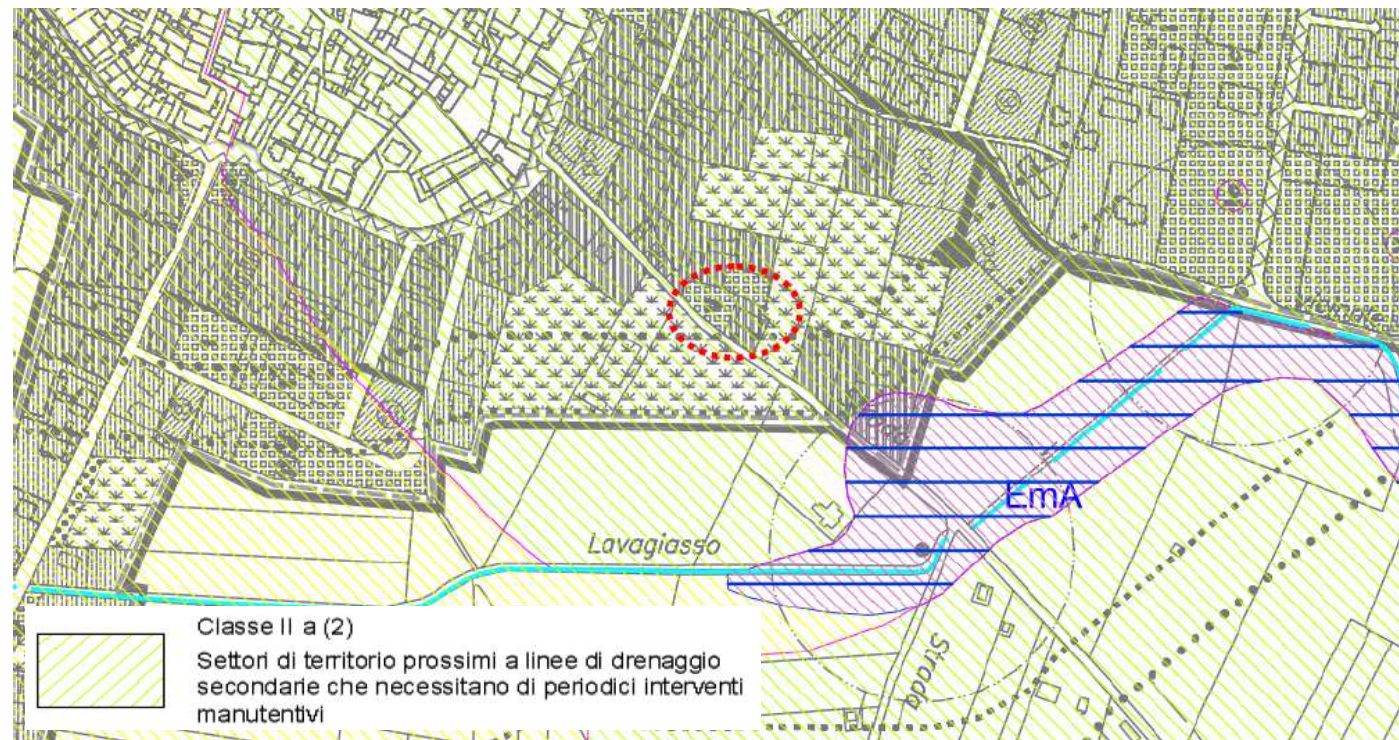 Lavagiasso
EmA
Strada
Classe II a (2)
Settori di territorio prossimi a linee di drenaggio
secondarie che necessitano di periodici interventi
manutentivi